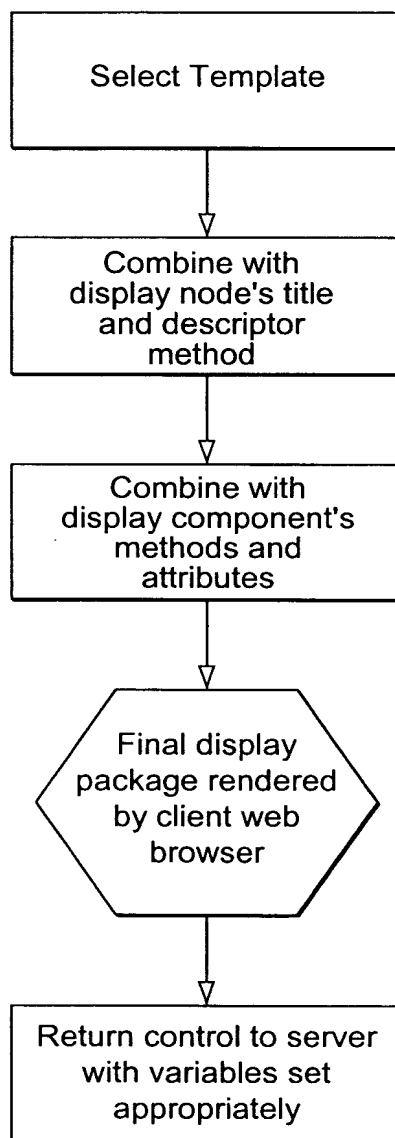 Select Template
Combine with
display node's title
and descriptor
method
Combine with
display component's
methods and
attributes
Final display
package rendered
by client web
browser
Return control to server
with variables set
appropriately